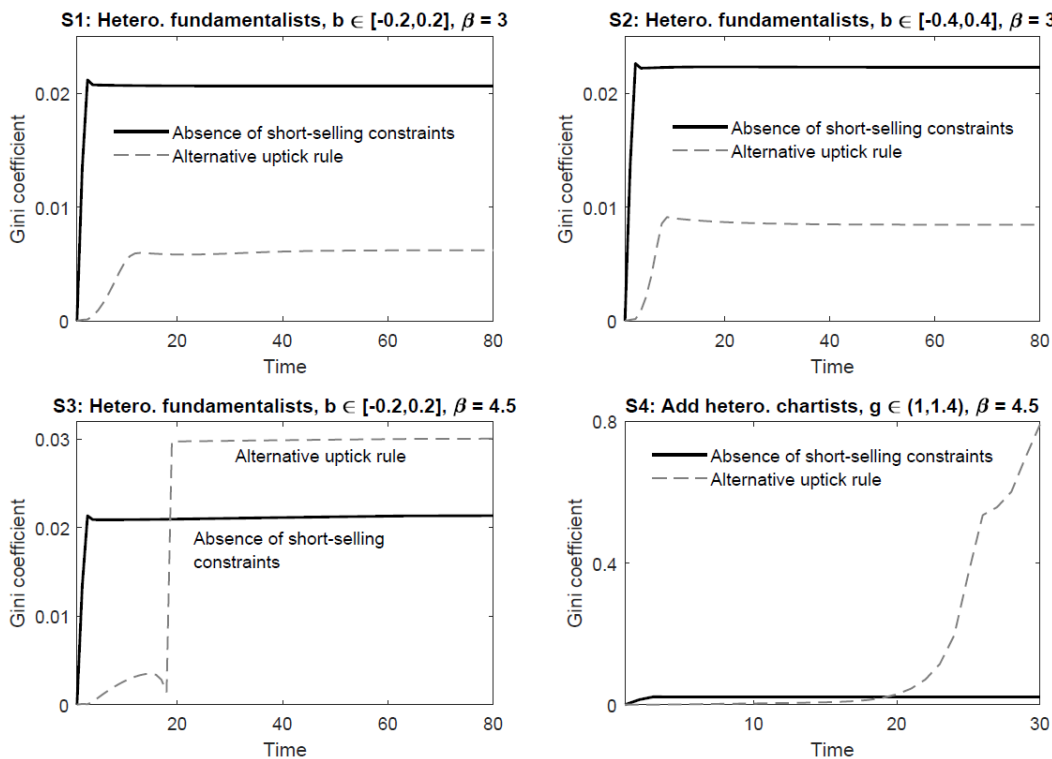 S1: Hetero. fundamentalists, b ∈ [-0.2,0.2], β = 3
0.02
0.01
0
Gini coefficient
Absence of short-selling constraints
Alternative uptick rule
20 40 60 80
Time
S2: Hetero. fundamentalists, b ∈ [-0.4,0.4], β = 3
0.02
0.01
0
Gini coefficient
Absence of short-selling constraints
Alternative uptick rule
20 40 60 80
Time
S3: Hetero. fundamentalists, b ∈ [-0.2,0.2], β = 4.5
0.03
0.02
0.01
0
Gini coefficient
Alternative uptick rule
Absence of short-selling
constraints
20 40 60 80
Time
S4: Add hetero. chartists, g ∈ (1,1.4), β = 4.5
0.8
0.4
0
Gini coefficient
Absence of short-selling constraints
Alternative uptick rule
10 20 30
Time